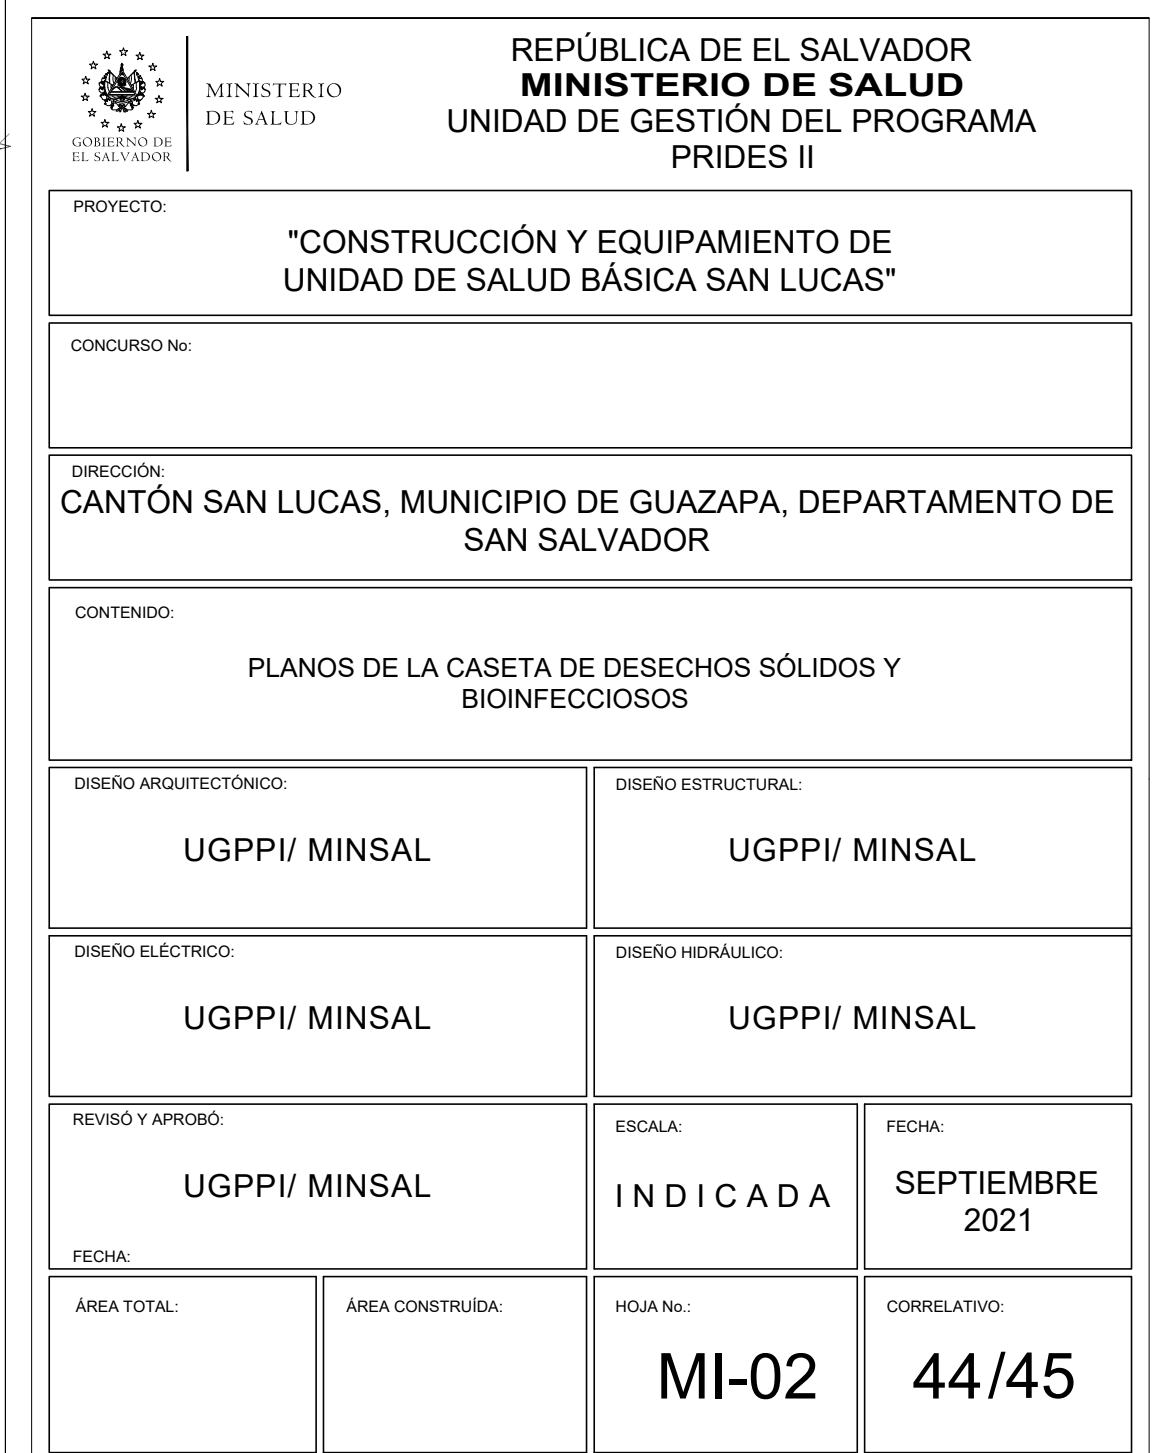 GOBIERNO DE
EL SALVADOR
MINISTERIO
DE SALUD
REPÚBLICA DE EL SALVADOR
MINISTERIO DE SALUD
UNIDAD DE GESTIÓN DEL PROGRAMA
PRIDES II
PROYECTO:
"CONSTRUCCIÓN Y EQUIPAMIENTO DE
UNIDAD DE SALUD BÁSICA SAN LUCAS"
CONCURSO No:
DIRECCIÓN:
CANTÓN SAN LUCAS, MUNICIPIO DE GUAZAPA, DEPARTAMENTO DE
SAN SALVADOR
CONTENIDO:
PLANOS DE LA CASETA DE DESECHOS SÓLIDOS Y
BIOINFECCIOSOS
DISEÑO ARQUITECTÓNICO:
UGPPI/ MINSAL
DISEÑO ESTRUCTURAL:
UGPPI/ MINSAL
DISEÑO ELÉCTRICO:
UGPPI/ MINSAL
DISEÑO HIDRÁULICO:
UGPPI/ MINSAL
REVISÓ Y APROBÓ:
UGPPI/ MINSAL
FECHA:
ESCALA:
I N D I C A D A
FECHA:
SEPTIEMBRE
2021
ÁREA TOTAL:
ÁREA CONSTRUÍDA:
HOJA No.:
MI-02
CORRELATIVO:
44/45